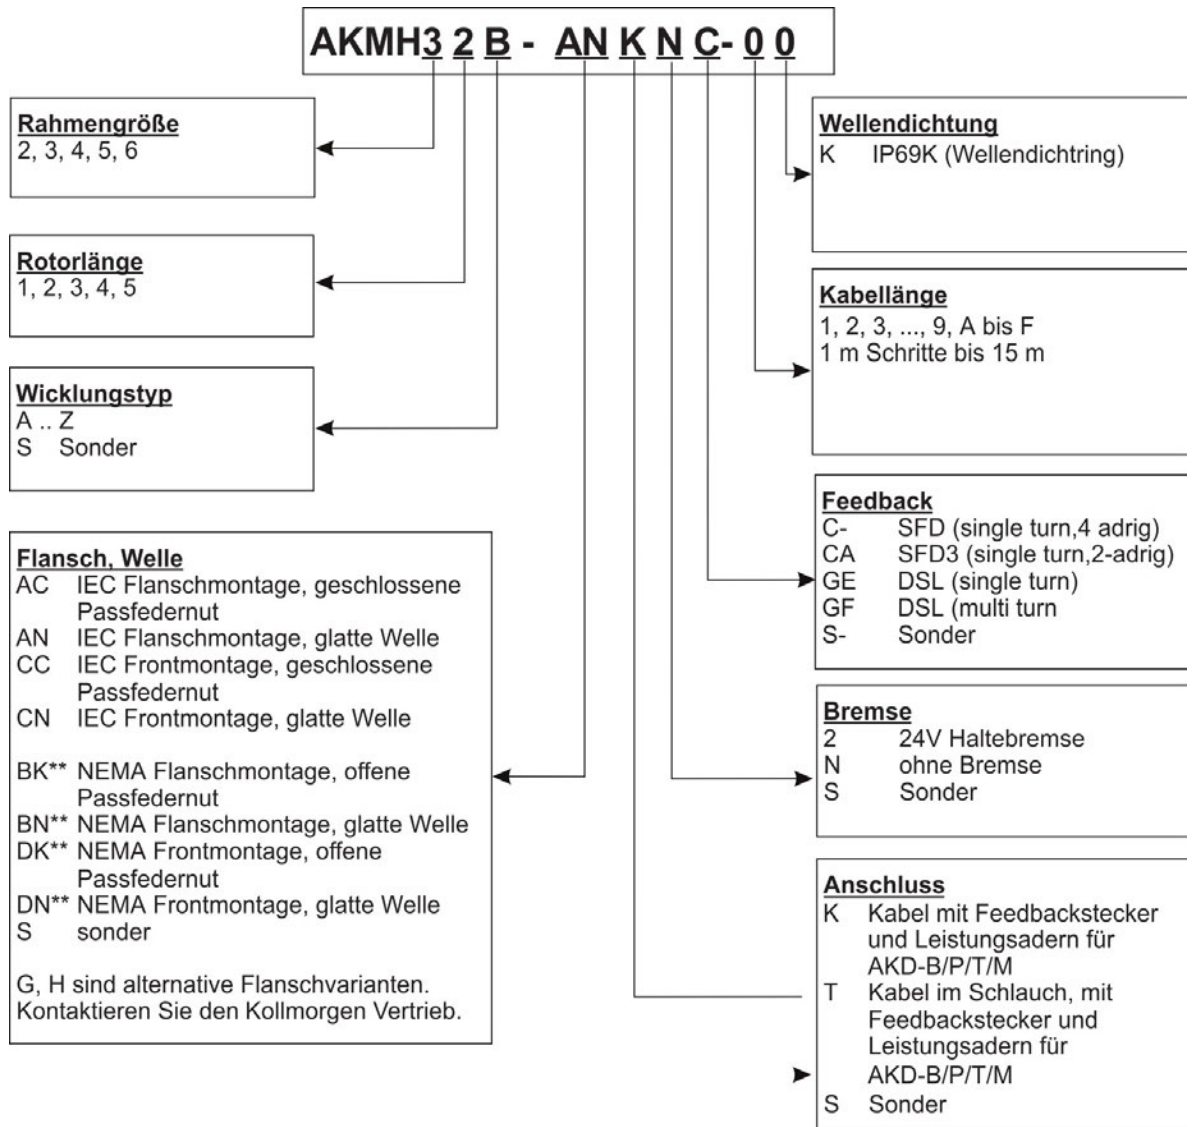 AKMH32B - AN K N C- 0 0
Rahmengröße
2, 3, 4, 5, 6
Rotorlänge
1, 2, 3, 4, 5
Wicklungstyp
A .. Z
S Sonder
Flansch, Welle
AC IEC Flanschmontage, geschlossene
Passfedernut
AN IEC Flanschmontage, glatte Welle
CC IEC Frontmontage, geschlossene
Passfedernut
CN IEC Frontmontage, glatte Welle
BK** NEMA Flanschmontage, offene
Passfedernut
BN** NEMA Flanschmontage, glatte Welle
DK** NEMA Frontmontage, offene
Passfedernut
DN** NEMA Frontmontage, glatte Welle
S sonder
G, H sind alternative Flanschvarianten.
Kontaktieren Sie den Kollmorgen Vertrieb.
Wellendichtung
K IP69K (Wellendichtring)
Kabellänge
1, 2, 3, ..., 9, A bis F
1 m Schritte bis 15 m
Feedback
C- SFD (single turn,4 adrig)
CA SFD3 (single turn,2-adrig)
GE DSL (single turn)
GF DSL (multi turn
S- Sonder
Bremse
2 24V Haltebremse
N ohne Bremse
S Sonder
Anschluss
K Kabel mit Feedbackstecker
und Leistungsadern für
AKD-B/P/T/M
T Kabel im Schlauch, mit
Feedbackstecker und
Leistungsadern für
AKD-B/P/T/M
S Sonder